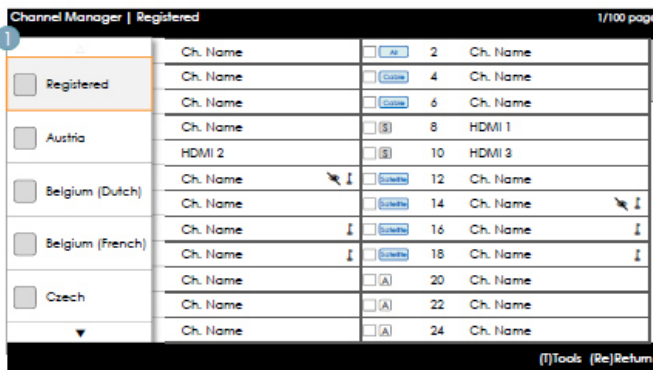 Channel Manager | Registered 1/100 page
1
Registered
Austria
Belgium (Dutch)
Belgium (French)
Czech
Ch. Name Air 2 Ch. Name
Ch. Name Cable 4 Ch. Name
Ch. Name Cable 6 Ch. Name
Ch. Name S 8 HDMI 1
HDMI 2 S 10 HDMI 3
Ch. Name Satellite 12 Ch. Name
Ch. Name Satellite 14 Ch. Name
Ch. Name Satellite 16 Ch. Name
Ch. Name Satellite 18 Ch. Name
Ch. Name A 20 Ch. Name
Ch. Name A 22 Ch. Name
Ch. Name A 24 Ch. Name
(T)Tools (Re)Return